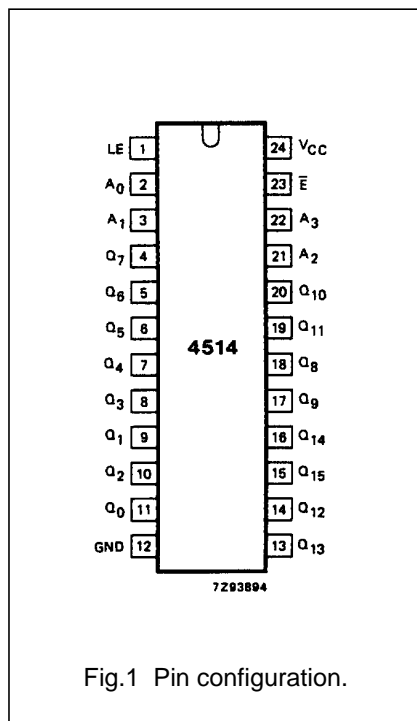 LE 1 24 VCC
A0 2 23 E̅
A1 3 22 A3
Q7 4 21 A2
Q6 5 20 Q10
Q5 6 19 Q11
4514
Q4 7 18 Q8
Q3 8 17 Q9
Q1 9 16 Q14
Q2 10 15 Q15
Q0 11 14 Q12
GND 12 13 Q13
7Z93894
Fig.1 Pin configuration.